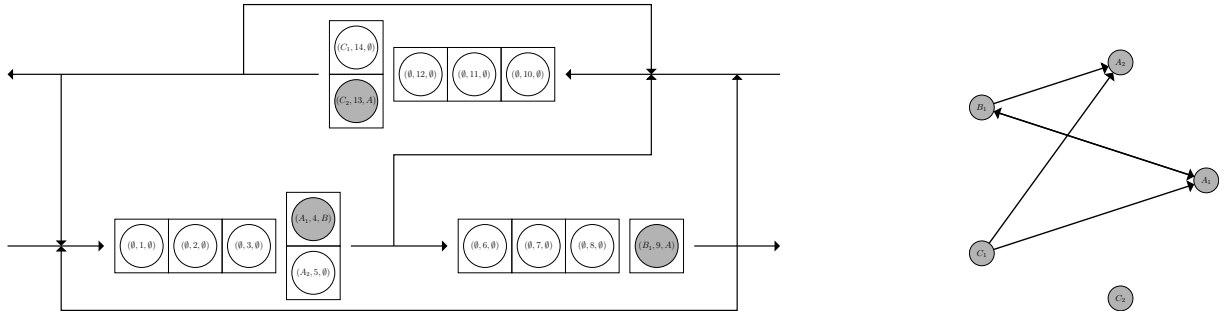 (C₁, 14, ∅)
(∅, 12, ∅) (∅, 11, ∅) (∅, 10, ∅)
(C₂, 13, A)
(A₁, 4, B)
(∅, 1, ∅) (∅, 2, ∅) (∅, 3, ∅)
(A₂, 5, ∅)
(∅, 6, ∅) (∅, 7, ∅) (∅, 8, ∅) (B₁, 9, A)
A₂
B₁
A₁
C₁
C₂